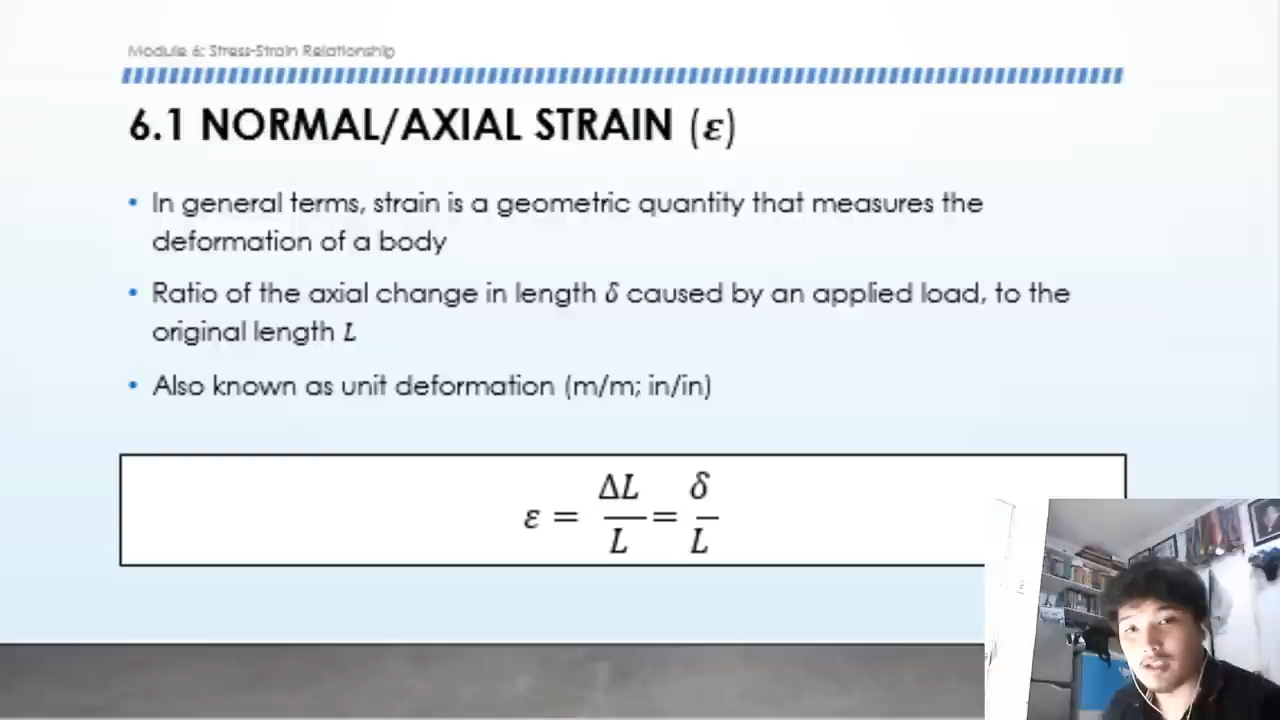 Module 6: Stress-Strain Relationship
6.1 NORMAL/AXIAL STRAIN (ε)
• In general terms, strain is a geometric quantity that measures the
deformation of a body
• Ratio of the axial change in length δ caused by an applied load, to the
original length L
• Also known as unit deformation (m/m; in/in)
ε = ΔL/L = δ/L